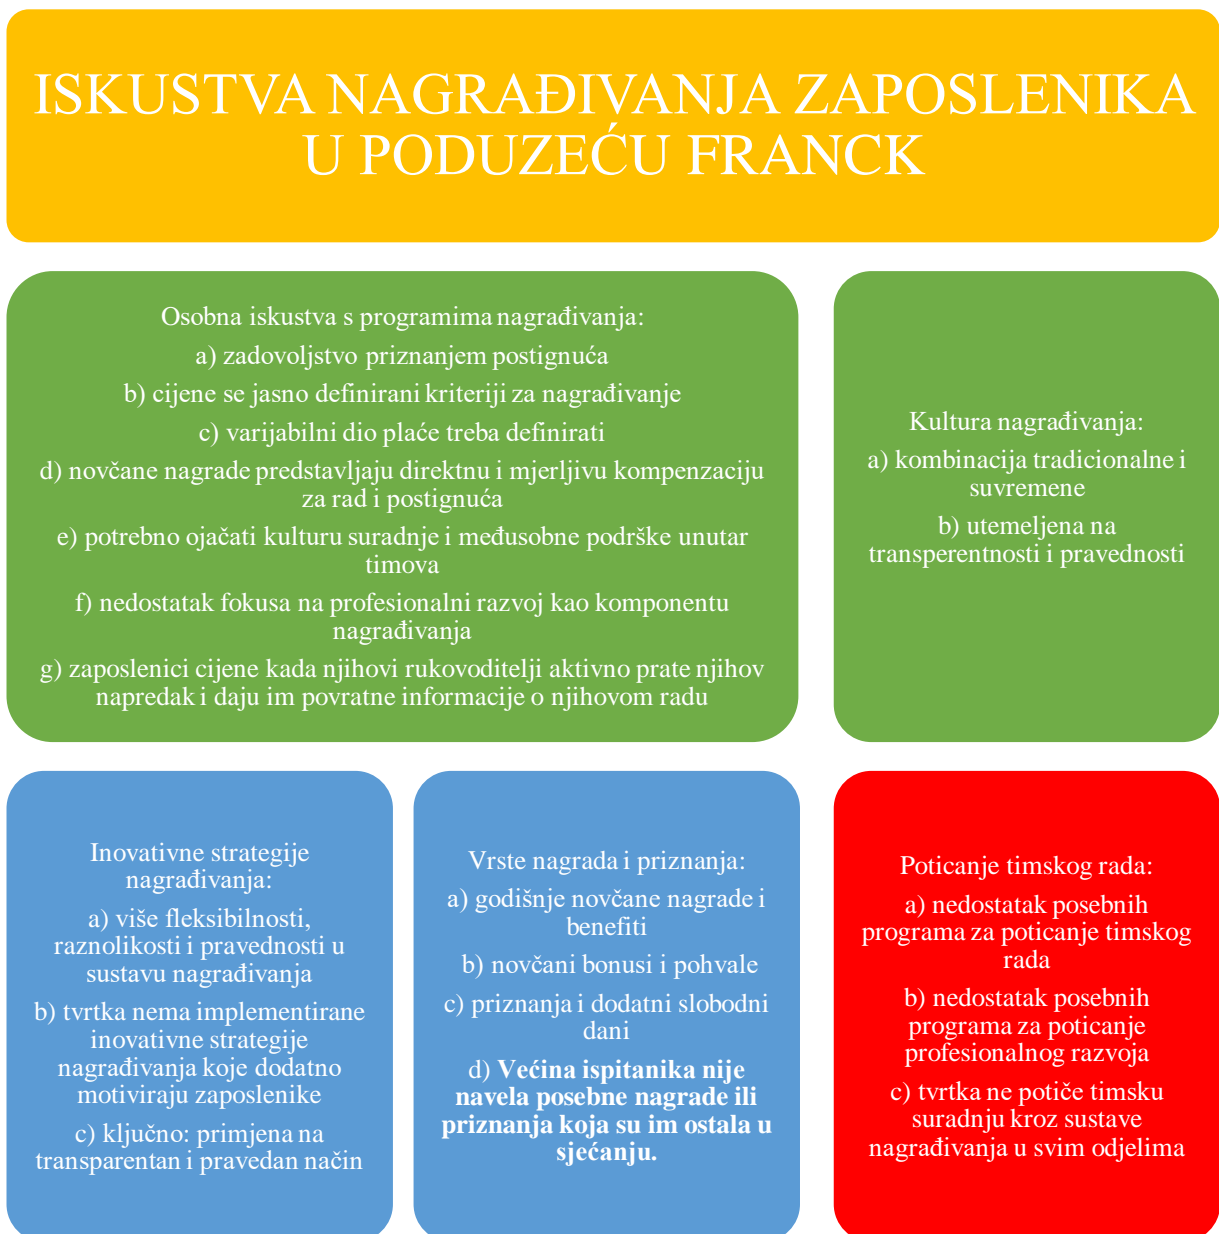 ISKUSTVA NAGRAĐIVANJA ZAPOSLENIKA
U PODUZEĆU FRANCK
Osobna iskustva s programima nagrađivanja:
a) zadovoljstvo priznanjem postignuća
b) cijene se jasno definirani kriteriji za nagrađivanje
c) varijabilni dio plaće treba definirati
d) novčane nagrade predstavljaju direktnu i mjerljivu kompenzaciju
za rad i postignuća
e) potrebno ojačati kulturu suradnje i međusobne podrške unutar
timova
f) nedostatak fokusa na profesionalni razvoj kao komponentu
nagrađivanja
g) zaposlenici cijene kada njihovi rukovoditelji aktivno prate njihov
napredak i daju im povratne informacije o njihovom radu
Kultura nagrađivanja:
a) kombinacija tradicionalne i
suvremene
b) utemeljena na
transperentnosti i pravednosti
Inovativne strategije
nagrađivanja:
a) više fleksibilnosti,
raznolikosti i pravednosti u
sustavu nagrađivanja
b) tvrtka nema implementirane
inovativne strategije
nagrađivanja koje dodatno
motiviraju zaposlenike
c) ključno: primjena na
transparentan i pravedan način
Vrste nagrada i priznanja:
a) godišnje novčane nagrade i
benefiti
b) novčani bonusi i pohvale
c) priznanja i dodatni slobodni
dani
d) Većina ispitanika nije
navela posebne nagrade ili
priznanja koja su im ostala u
sjećanju.
Poticanje timskog rada:
a) nedostatak posebnih
programa za poticanje timskog
rada
b) nedostatak posebnih
programa za poticanje
profesionalnog razvoja
c) tvrtka ne potiče timsku
suradnju kroz sustave
nagrađivanja u svim odjelima